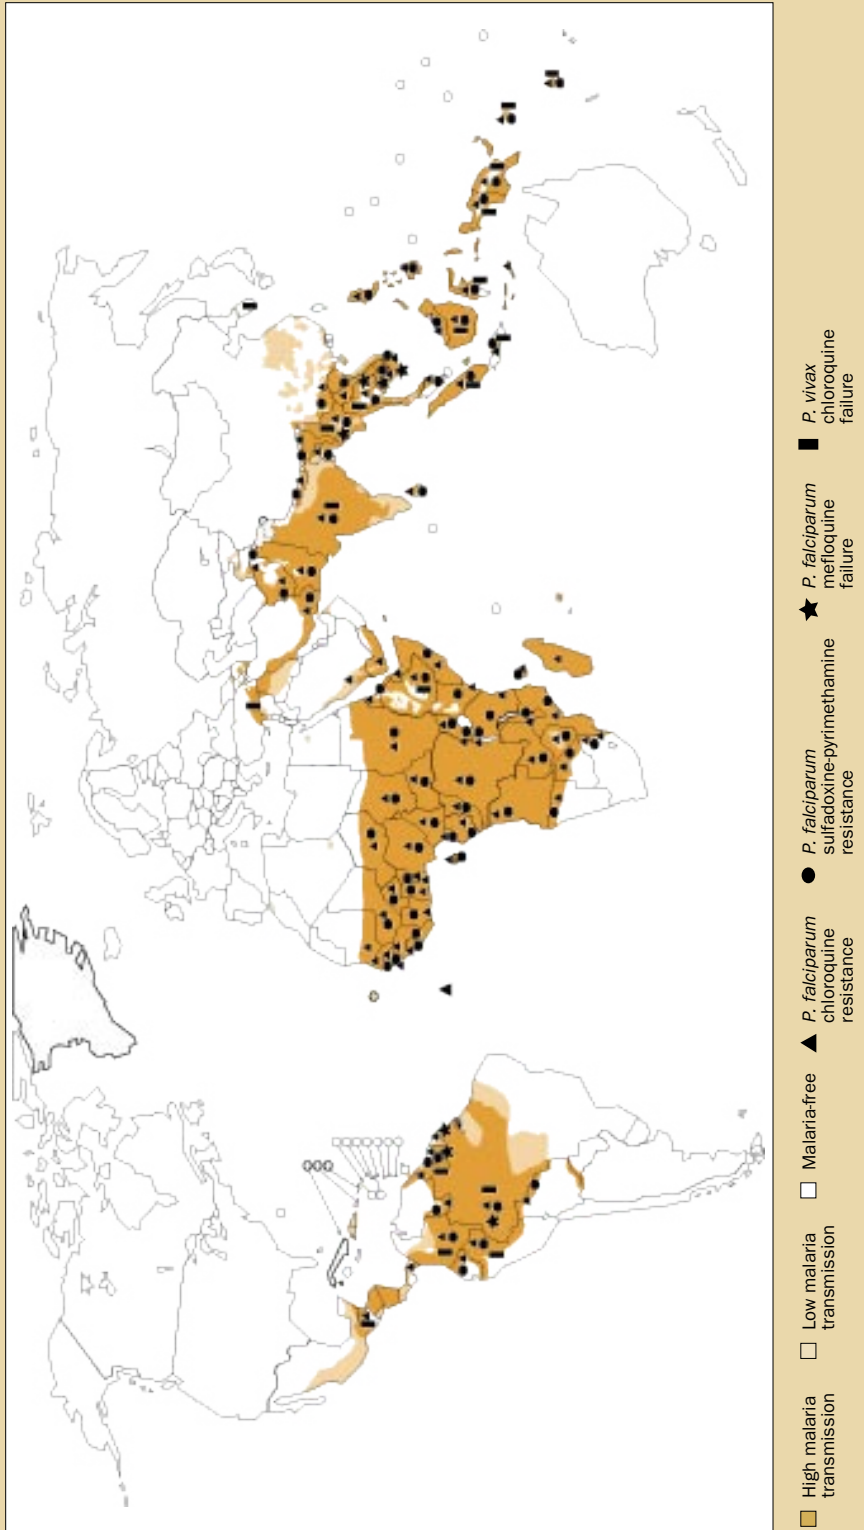 High malaria
transmission
Low malaria
transmission
Malaria-free
P. falciparum
chloroquine
resistance
P. falciparum
sulfadoxine-pyrimethamine
resistance
P. falciparum
mefloquine
failure
P. vivax
chloroquine
failure